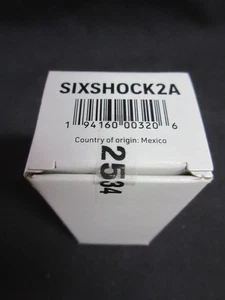 SIXSHOCK2A
1 94160 00320 6
Country of origin: Mexico
2534